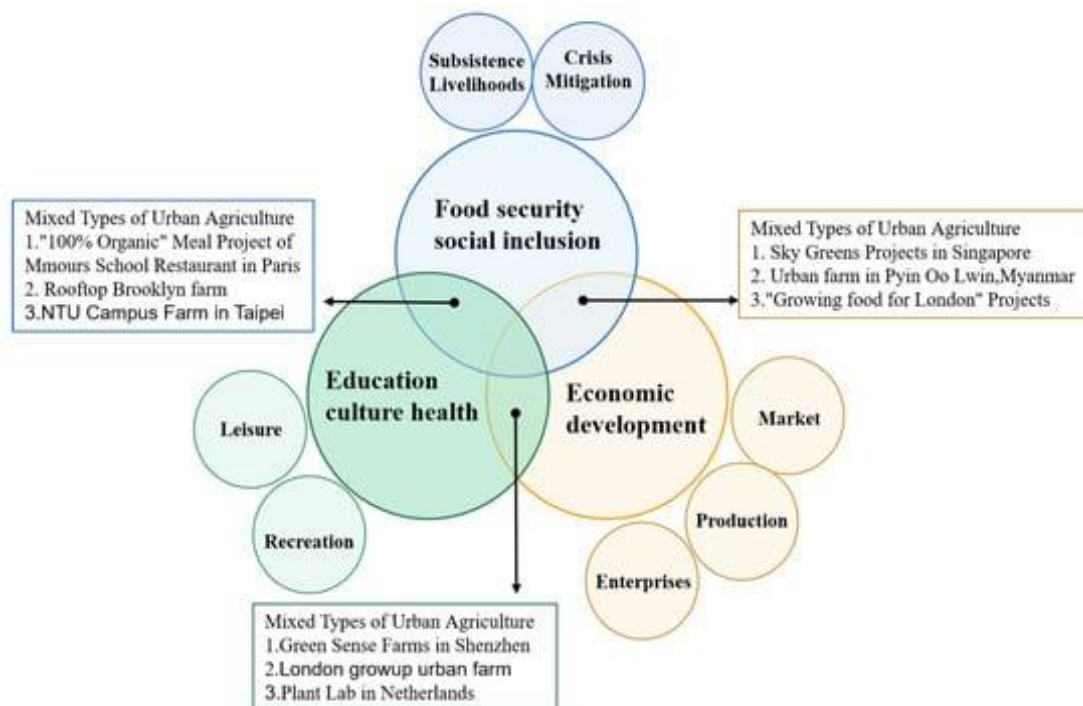 Subsistence
Livelihoods
Crisis
Mitigation
Food security
social inclusion
Mixed Types of Urban Agriculture
1."100% Organic" Meal Project of
Mmours School Restaurant in Paris
2. Rooftop Brooklyn farm
3.NTU Campus Farm in Taipei
Mixed Types of Urban Agriculture
1. Sky Greens Projects in Singapore
2. Urban farm in Pyin Oo Lwin,Myanmar
3."Growing food for London" Projects
Education
culture health
Economic
development
Leisure
Recreation
Market
Production
Enterprises
Mixed Types of Urban Agriculture
1.Green Sense Farms in Shenzhen
2.London growup urban farm
3.Plant Lab in Netherlands